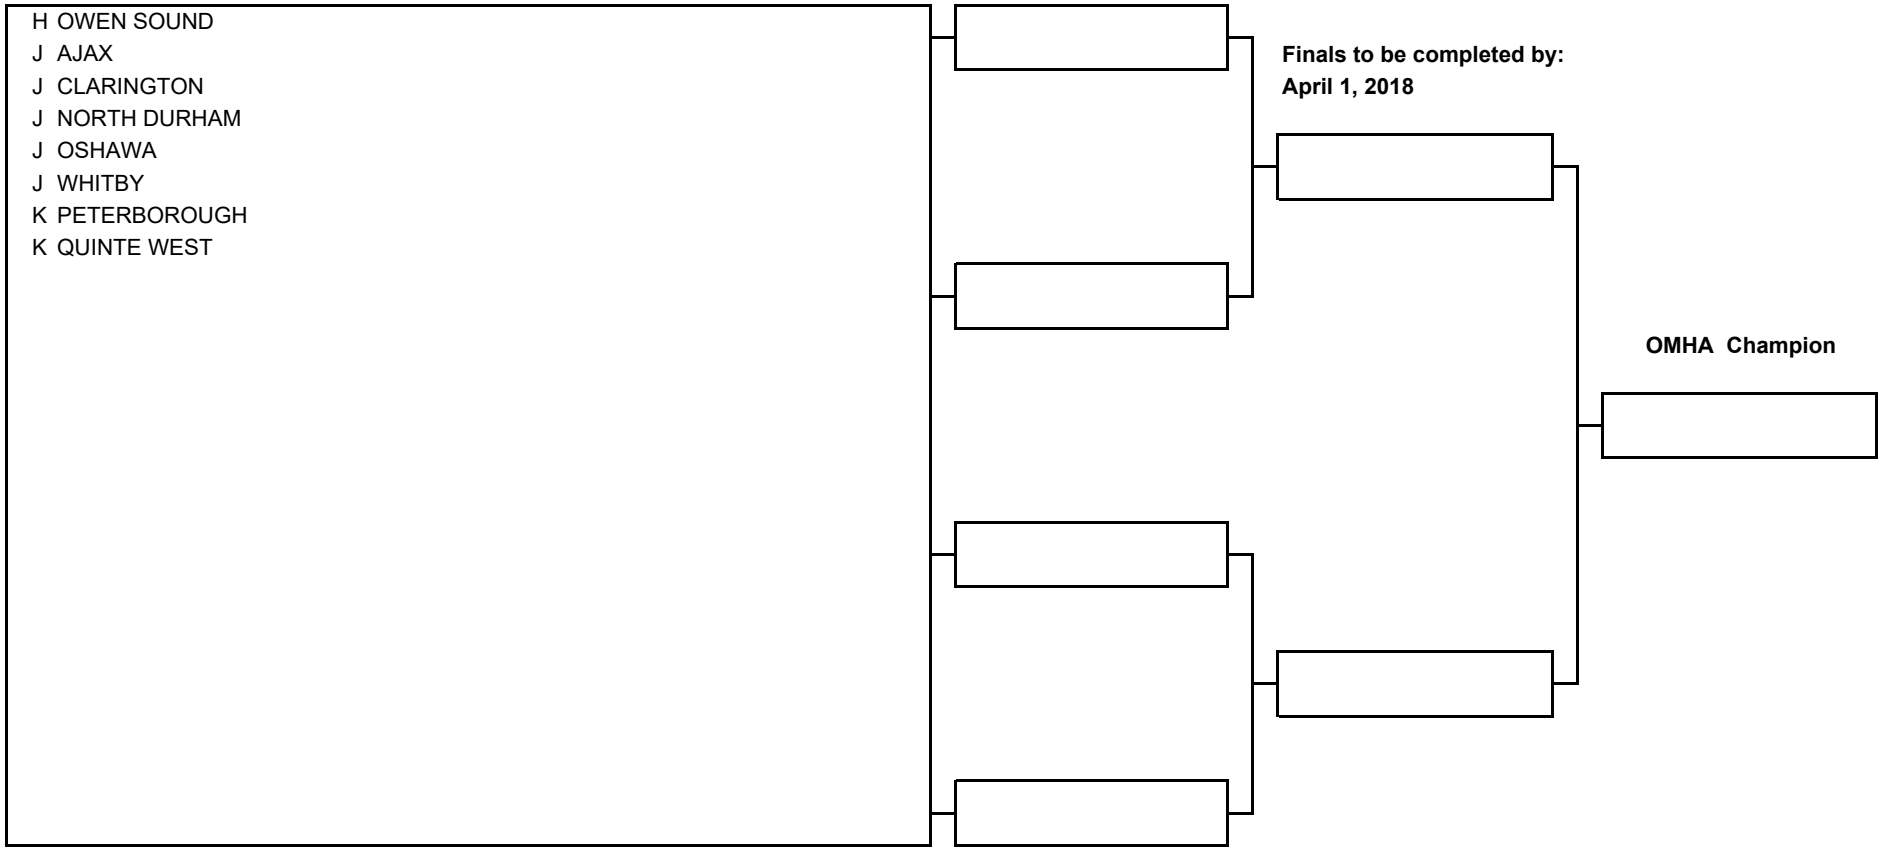 H OWEN SOUND
J AJAX
J CLARINGTON
J NORTH DURHAM
J OSHAWA
J WHITBY
K PETERBOROUGH
K QUINTE WEST
Finals to be completed by:
April 1, 2018
OMHA Champion